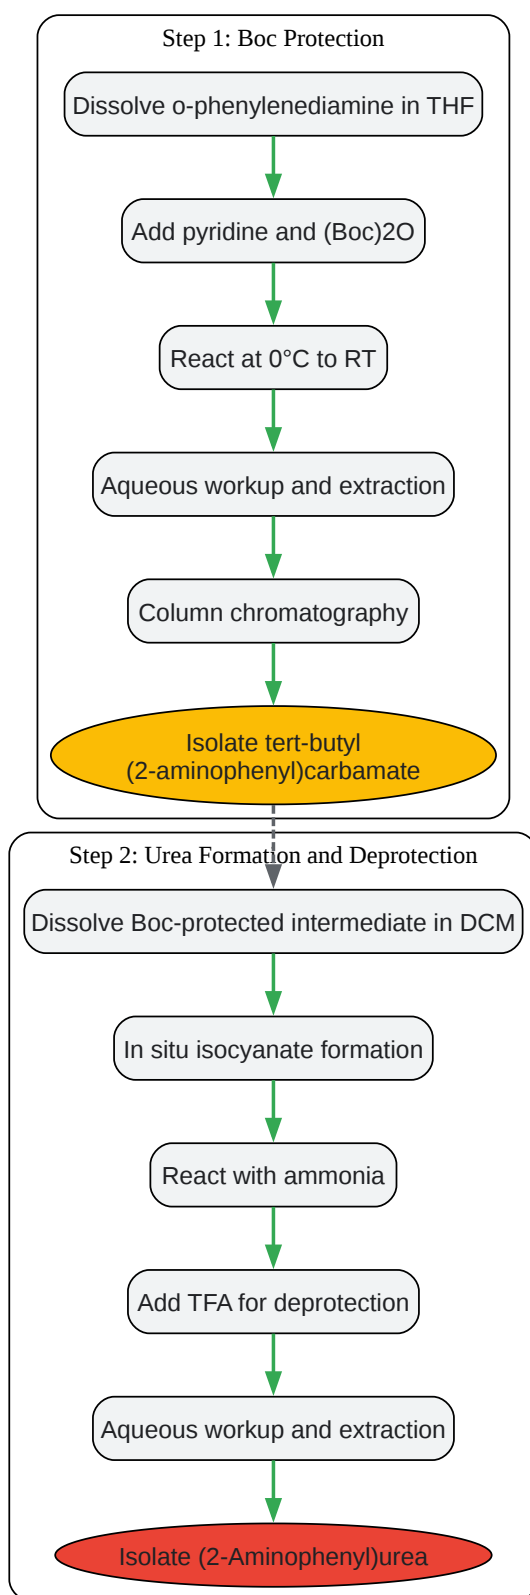 Step 1: Boc Protection
Dissolve o-phenylenediamine in THF
Add pyridine and (Boc)2O
React at 0°C to RT
Aqueous workup and extraction
Column chromatography
Isolate tert-butyl
(2-aminophenyl)carbamate
Step 2: Urea Formation and Deprotection
Dissolve Boc-protected intermediate in DCM
In situ isocyanate formation
React with ammonia
Add TFA for deprotection
Aqueous workup and extraction
Isolate (2-Aminophenyl)urea